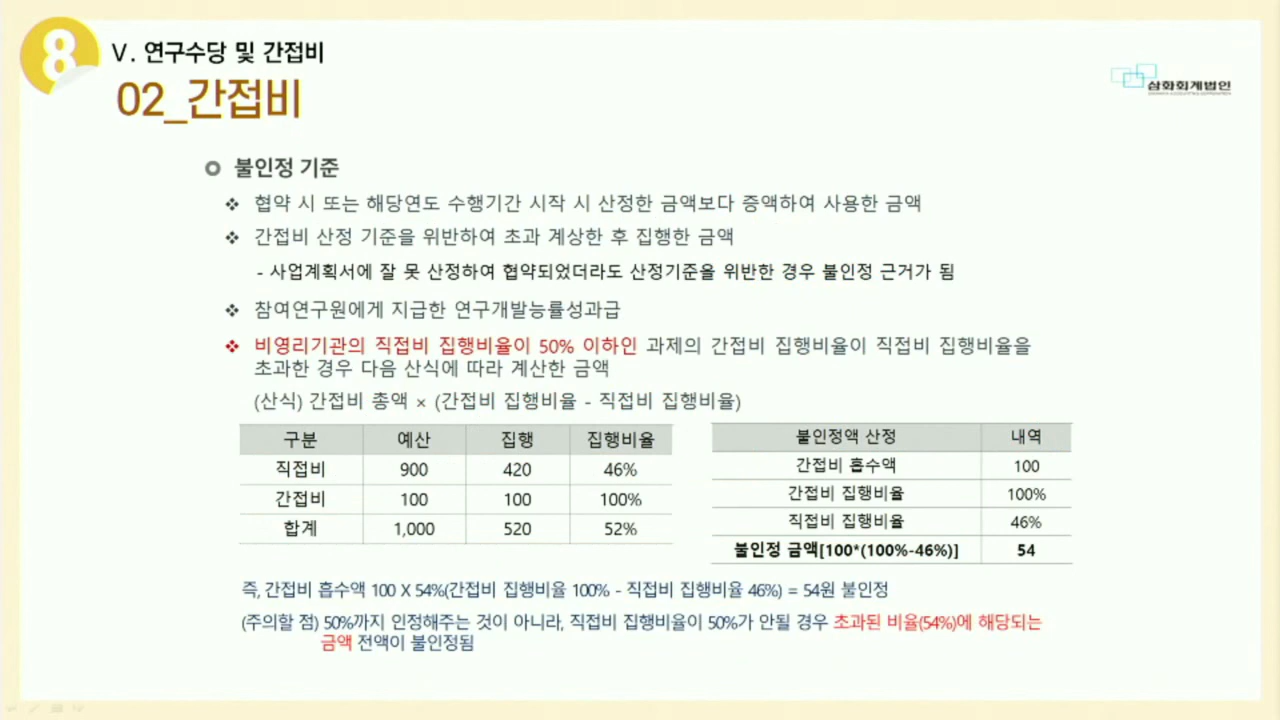 8
V. 연구수당 및 간접비
02_간접비
삼화회계법인
불인정 기준
❖ 협약 시 또는 해당연도 수행기간 시작 시 산정한 금액보다 증액하여 사용한 금액
❖ 간접비 산정 기준을 위반하여 초과 계상한 후 집행한 금액
- 사업계획서에 잘 못 산정하여 협약되었더라도 산정기준을 위반한 경우 불인정 근거가 됨
❖ 참여연구원에게 지급한 연구개발능률성과급
❖ 비영리기관의 직접비 집행비율이 50% 이하인 과제의 간접비 집행비율이 직접비 집행비율을
초과한 경우 다음 산식에 따라 계산한 금액
(산식) 간접비 총액 × (간접비 집행비율 - 직접비 집행비율)
구분 예산 집행 집행비율
직접비 900 420 46%
간접비 100 100 100%
합계 1,000 520 52%
불인정액 산정 내역
간접비 흡수액 100
간접비 집행비율 100%
직접비 집행비율 46%
불인정 금액[100*(100%-46%)] 54
즉, 간접비 흡수액 100 X 54%(간접비 집행비율 100% - 직접비 집행비율 46%) = 54원 불인정
(주의할 점) 50%까지 인정해주는 것이 아니라, 직접비 집행비율이 50%가 안될 경우 초과된 비율(54%)에 해당되는
금액 전액이 불인정됨